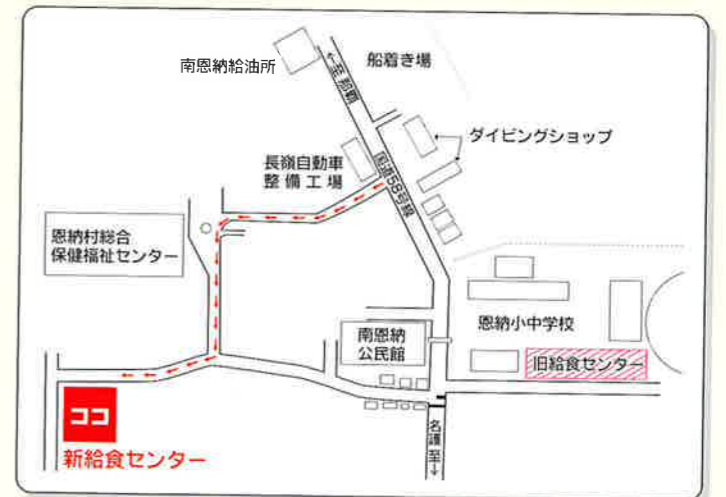 南恩納給油所
船着き場
←至那覇
ダイビングショップ
長嶺自動車
整備工場
国道58号線
恩納村総合
保健福祉センター
恩納小中学校
南恩納
公民館
旧給食センター
ココ
新給食センター
名護至→